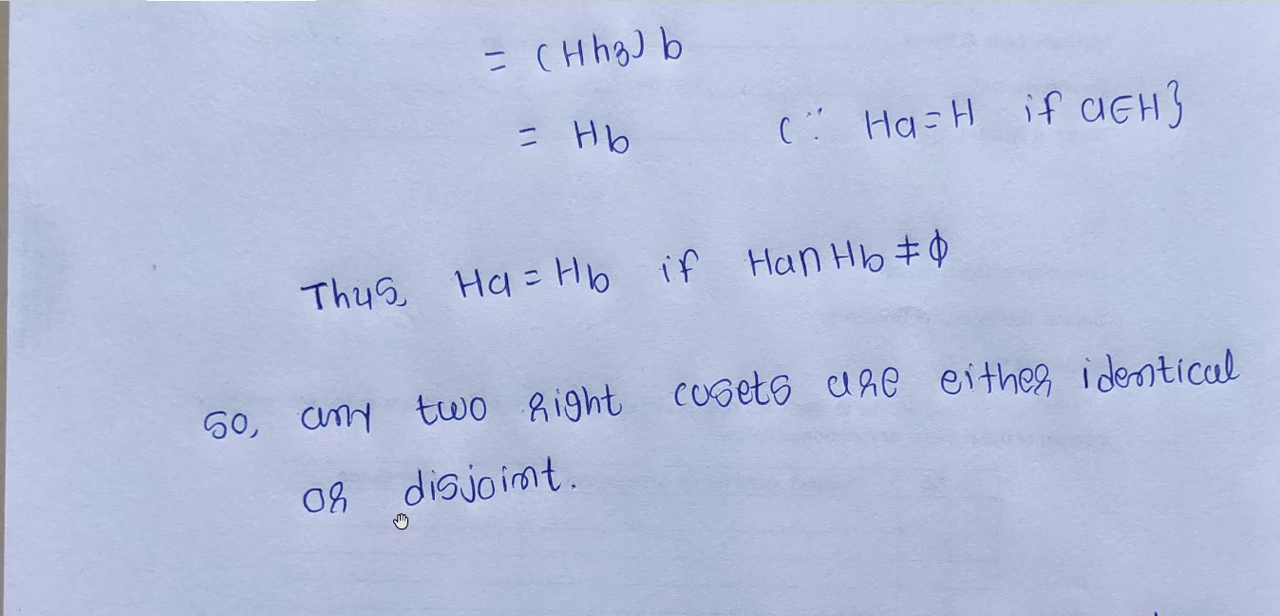 = (Hh3) b
= Hb (∵ Ha=H if a∈H}
Thus, Ha = Hb if Ha∩Hb ≠ ϕ
So, any two right cosets are either identical
or disjoint.